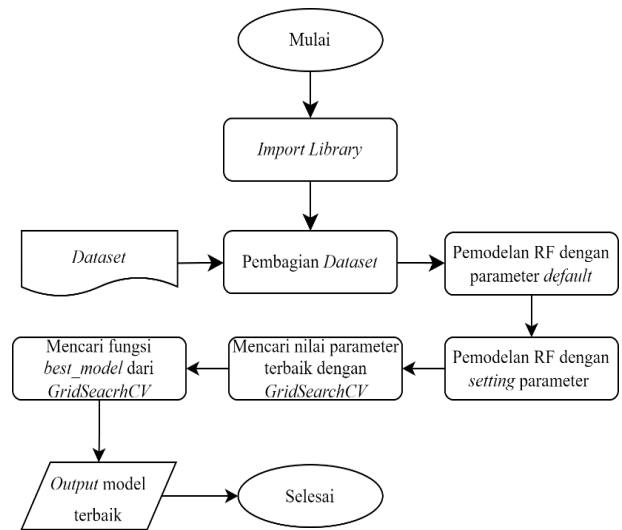 Mulai
Import Library
Dataset
Pembagian Dataset
Pemodelan RF dengan
parameter default
Pemodelan RF dengan
setting parameter
Mencari nilai parameter
terbaik dengan
GridSearchCV
Mencari fungsi
best_model dari
GridSeacrhCV
Output model
terbaik
Selesai